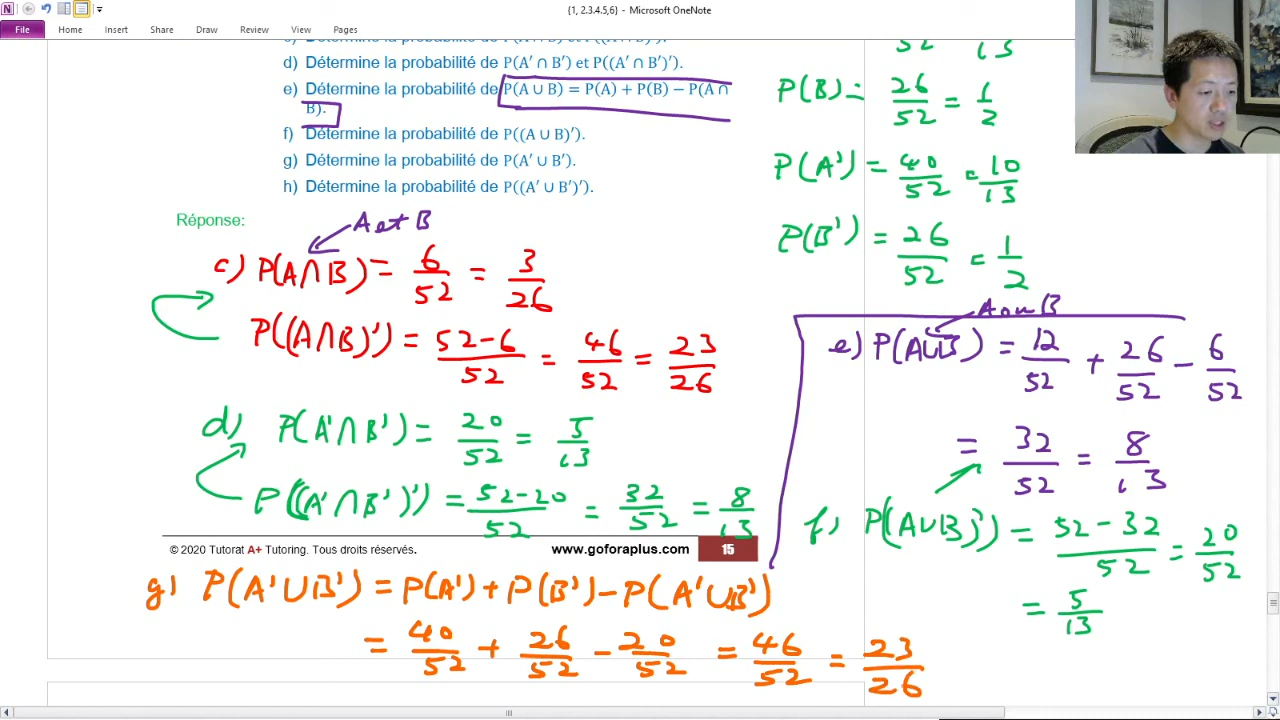 {1, 2.3.4.5,6} - Microsoft OneNote
File Home Insert Draw Review View Pages
d) Détermine la probabilité de P(A′ ∩ B′) et P((A′ ∩ B′)′).
e) Détermine la probabilité de P(A ∪ B) = P(A) + P(B) − P(A ∩
B).
f) Détermine la probabilité de P((A ∪ B)′).
g) Détermine la probabilité de P(A′ ∪ B′).
h) Détermine la probabilité de P((A′ ∪ B′)′).
Réponse:
A et B
c) P(A∩B) = 6/52 = 3/26
P((A∩B)') = 52-6/52 = 46/52 = 23/26
d) P(A'∩B') = 20/52 = 5/13
P((A'∩B')') = 52-20/52 = 32/52 = 8/13
52 13
P(B) = 26/52 = 1/2
P(A') = 40/52 = 10/13
P(B') = 26/52 = 1/2
A ou B
e) P(A∪B) = 12/52 + 26/52 - 6/52
= 32/52 = 8/13
f) P((A∪B)') = 52-32/52 = 20/52
= 5/13
© 2020 Tutorat A+ Tutoring. Tous droits réservés. www.goforaplus.com 15
g) P(A'∪B') = P(A') + P(B') - P(A'∪B')
= 40/52 + 26/52 - 20/52 = 46/52 = 23/26